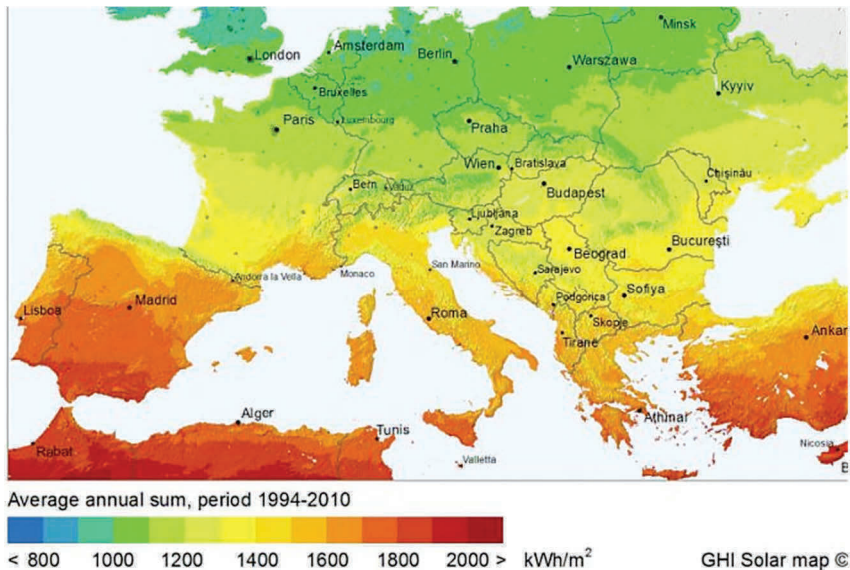 Minsk
London
Amsterdam
Berlin
Warszawa
Bruxelles
Kyyiv
Paris
Luxembourg
Praha
Wien
Bratislava
Chişinău
Bern
Vaduz
Budapest
Ljubljana
Zagreb
Beograd
Bucureşti
San Marino
Sarajevo
Andorra la Vella
Monaco
Madrid
Lisboa
Roma
Podgorica
Sofiya
Skopje
Tirane
Ankar
Alger
Tunis
Athinai
Rabat
Valletta
Nicosia
B
Average annual sum, period 1994-2010
< 800 1000 1200 1400 1600 1800 2000 > kWh/m²
GHI Solar map ©